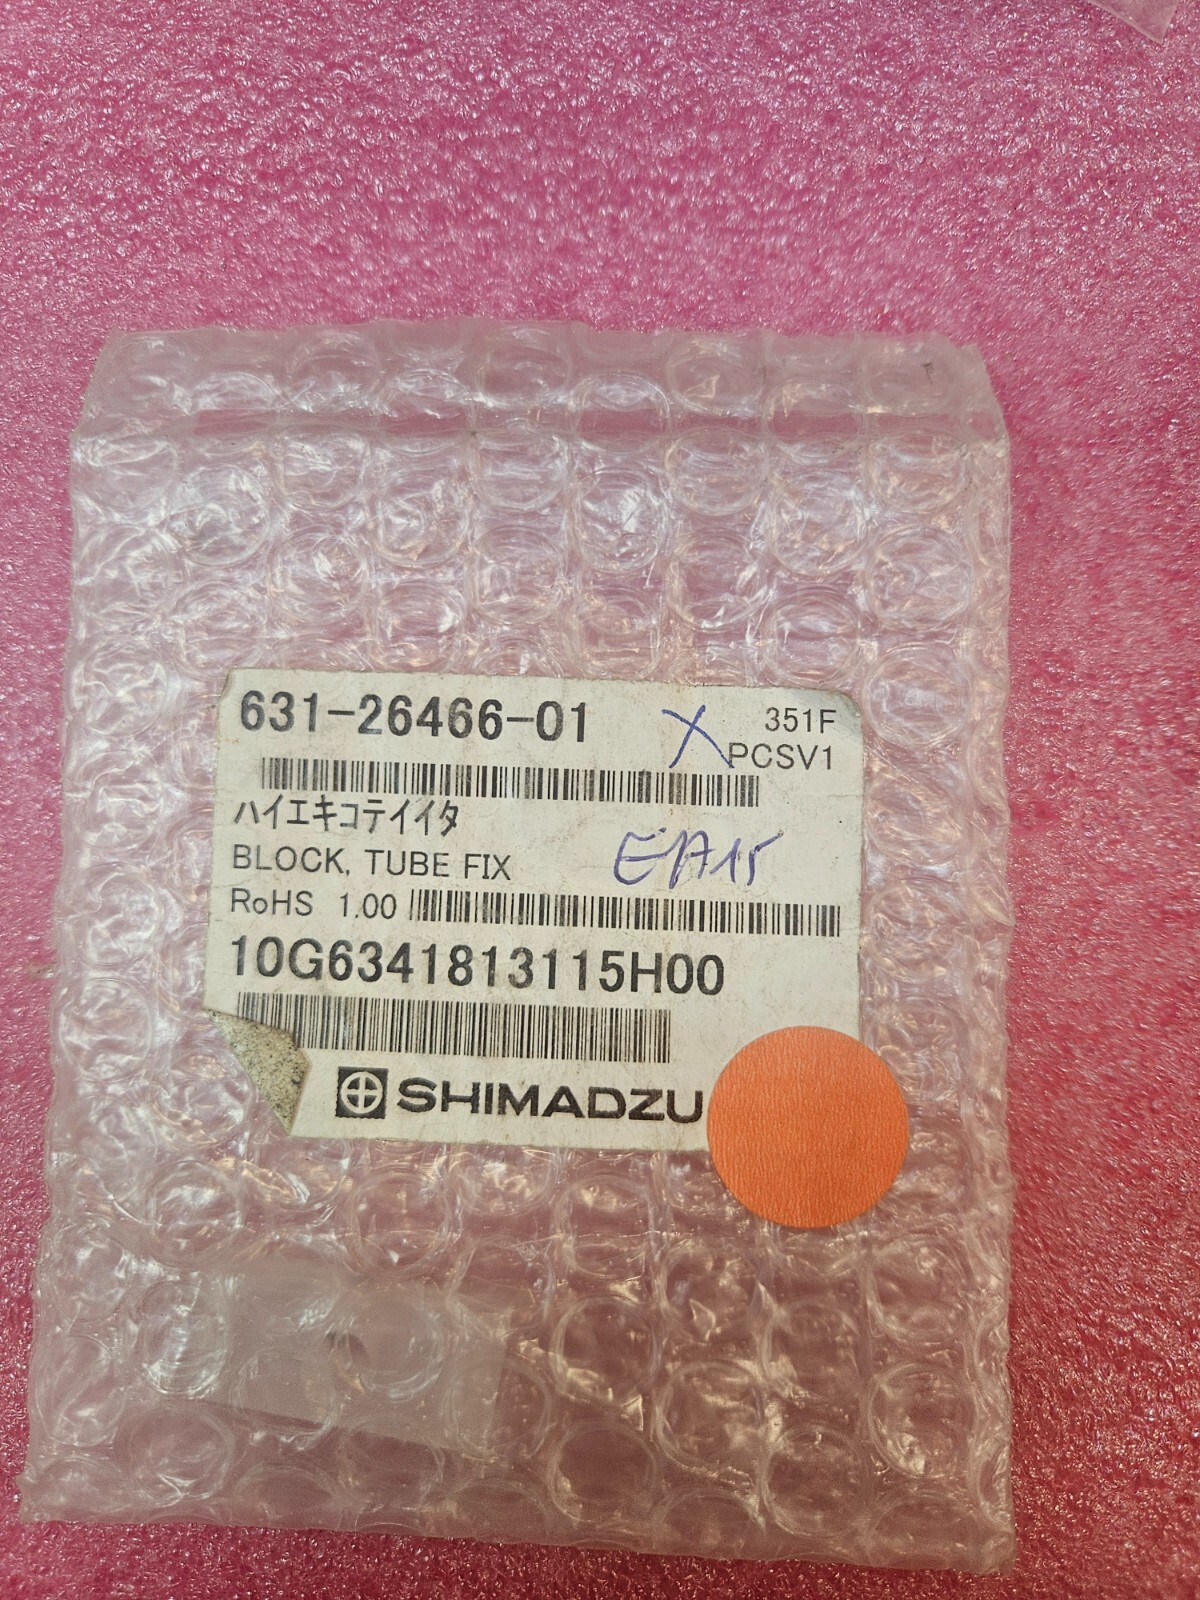 631-26466-01 X 351F
PCSV1
ハイエキコテイイタ
BLOCK, TUBE FIX EA15
RoHS 1.00
10G6341813115H00
SHIMADZU